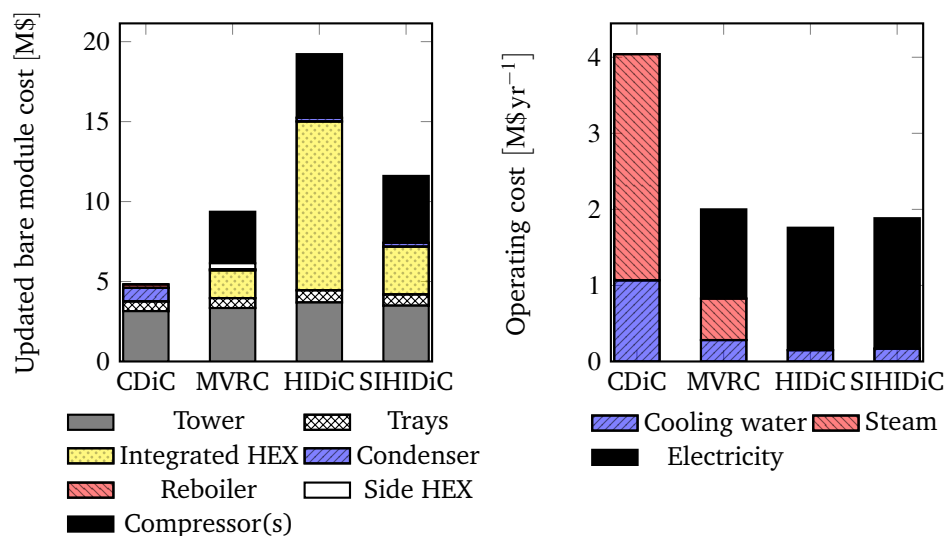 Updated bare module cost [M$]
20
15
10
5
0
CDiC MVRC HIDiC SIHIDiC
Tower Trays
Integrated HEX Condenser
Reboiler Side HEX
Compressor(s)
Operating cost [M$yr⁻¹]
4
3
2
1
0
CDiC MVRC HIDiC SIHIDiC
Cooling water Steam
Electricity